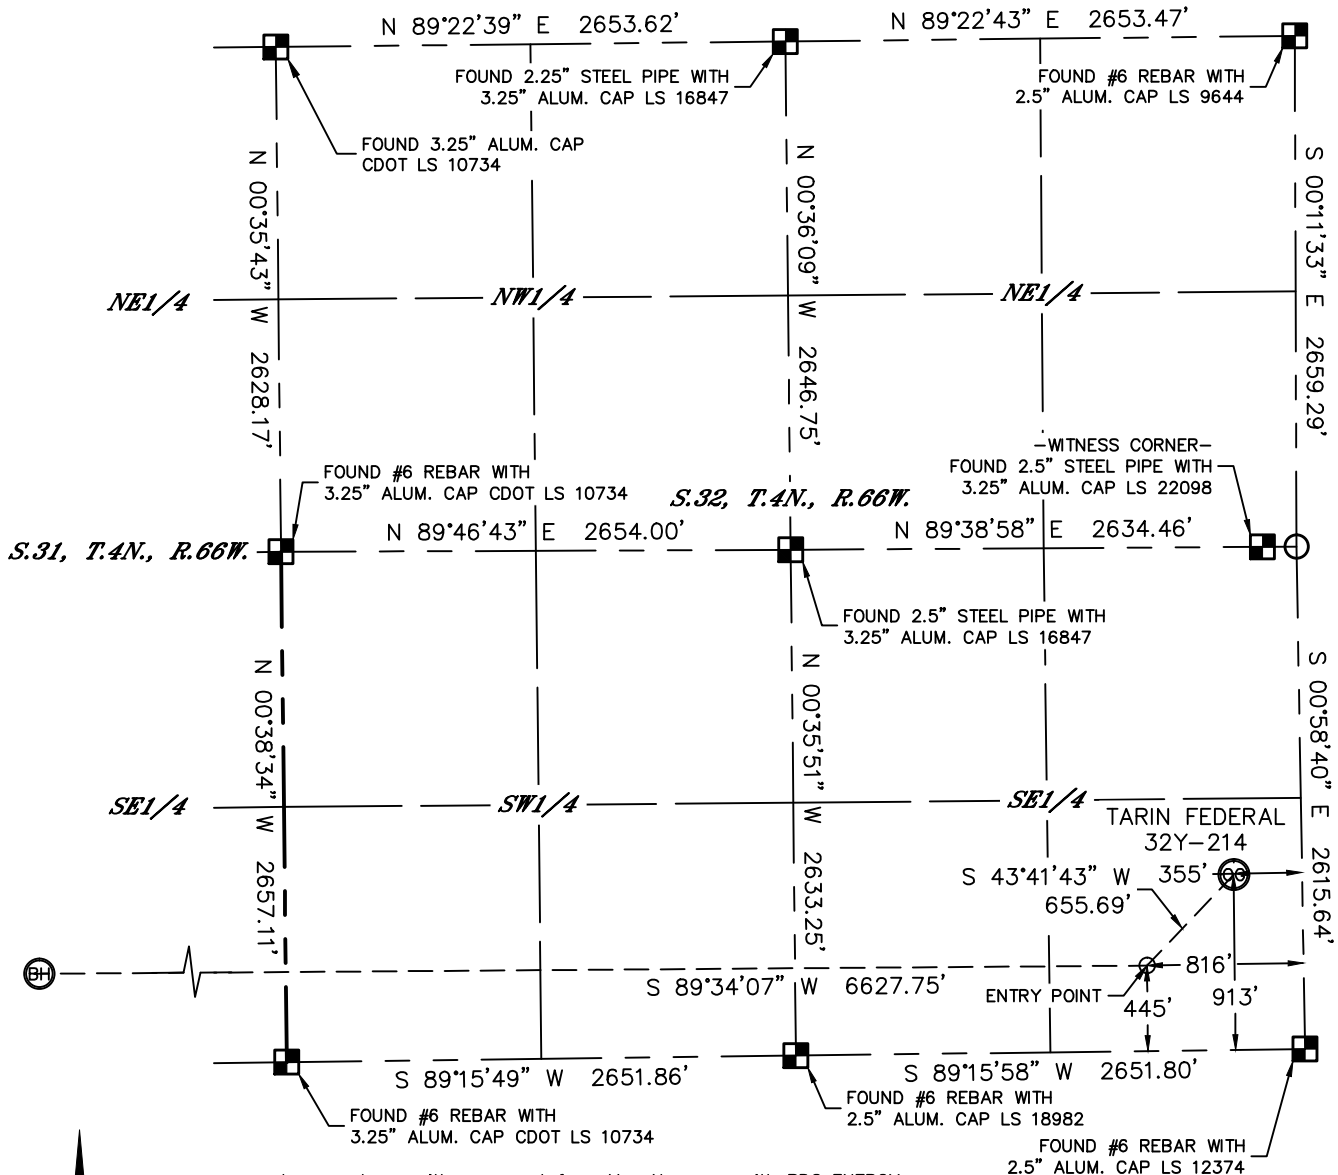 N 89°22'39" E 2653.62'
N 89°22'43" E 2653.47'
FOUND 2.25" STEEL PIPE WITH
3.25" ALUM. CAP LS 16847
FOUND #6 REBAR WITH
2.5" ALUM. CAP LS 9644
FOUND 3.25" ALUM. CAP
CDOT LS 10734
N 00°35'43" W 2628.17'
N 00°36'09" W 2646.75'
S 00°11'33" E 2659.29'
NE1/4
NW1/4
NE1/4
-WITNESS CORNER-
FOUND 2.5" STEEL PIPE WITH
3.25" ALUM. CAP LS 22098
FOUND #6 REBAR WITH
3.25" ALUM. CAP CDOT LS 10734
S.32, T.4N., R.66W.
N 89°46'43" E 2654.00'
N 89°38'58" E 2634.46'
S.31, T.4N., R.66W.
FOUND 2.5" STEEL PIPE WITH
3.25" ALUM. CAP LS 16847
N 00°38'34" W 2657.11'
N 00°35'51" W 2633.25'
S 00°58'40" E 2615.64'
SE1/4
SW1/4
SE1/4
TARIN FEDERAL
32Y-214
S 43°41'43" W
655.69'
355'
BH
816'
S 89°34'07" W 6627.75'
ENTRY POINT
445'
913'
S 89°15'49" W 2651.86'
S 89°15'58" W 2651.80'
FOUND #6 REBAR WITH
3.25" ALUM. CAP CDOT LS 10734
FOUND #6 REBAR WITH
2.5" ALUM. CAP LS 18982
FOUND #6 REBAR WITH
2.5" ALUM. CAP LS 12374